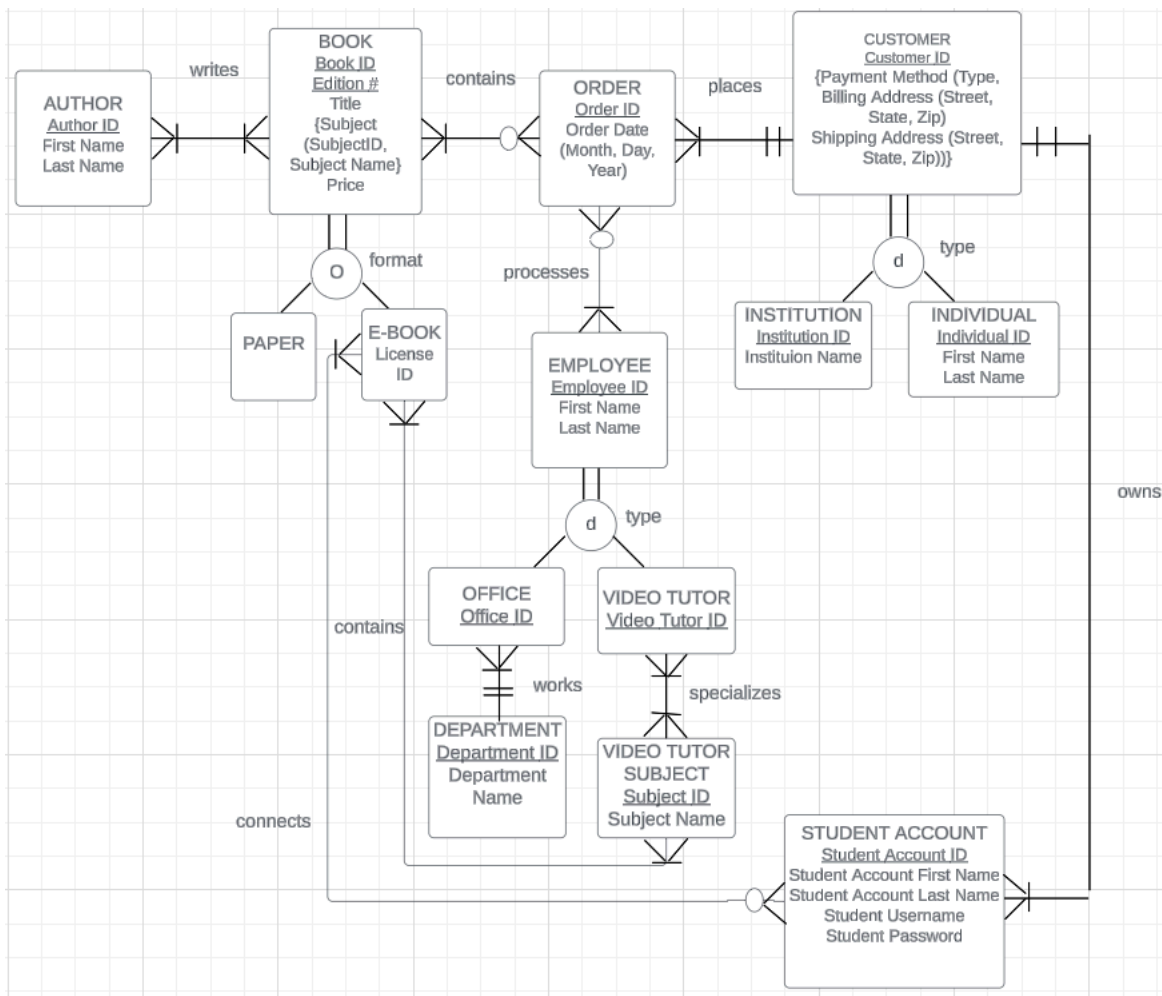 writes
AUTHOR
Author ID
First Name
Last Name
BOOK
Book ID
Edition #
Title
{Subject
(SubjectID,
Subject Name}
Price
contains
ORDER
Order ID
Order Date
(Month, Day,
Year)
places
CUSTOMER
Customer ID
{Payment Method (Type,
Billing Address (Street,
State, Zip)
Shipping Address (Street,
State, Zip))}
O
format
PAPER
E-BOOK
License
ID
processes
EMPLOYEE
Employee ID
First Name
Last Name
d
type
INSTITUTION
Institution ID
Instituion Name
INDIVIDUAL
Individual ID
First Name
Last Name
owns
d
type
OFFICE
Office ID
VIDEO TUTOR
Video Tutor ID
contains
works
specializes
DEPARTMENT
Department ID
Department
Name
VIDEO TUTOR
SUBJECT
Subject ID
Subject Name
connects
STUDENT ACCOUNT
Student Account ID
Student Account First Name
Student Account Last Name
Student Username
Student Password